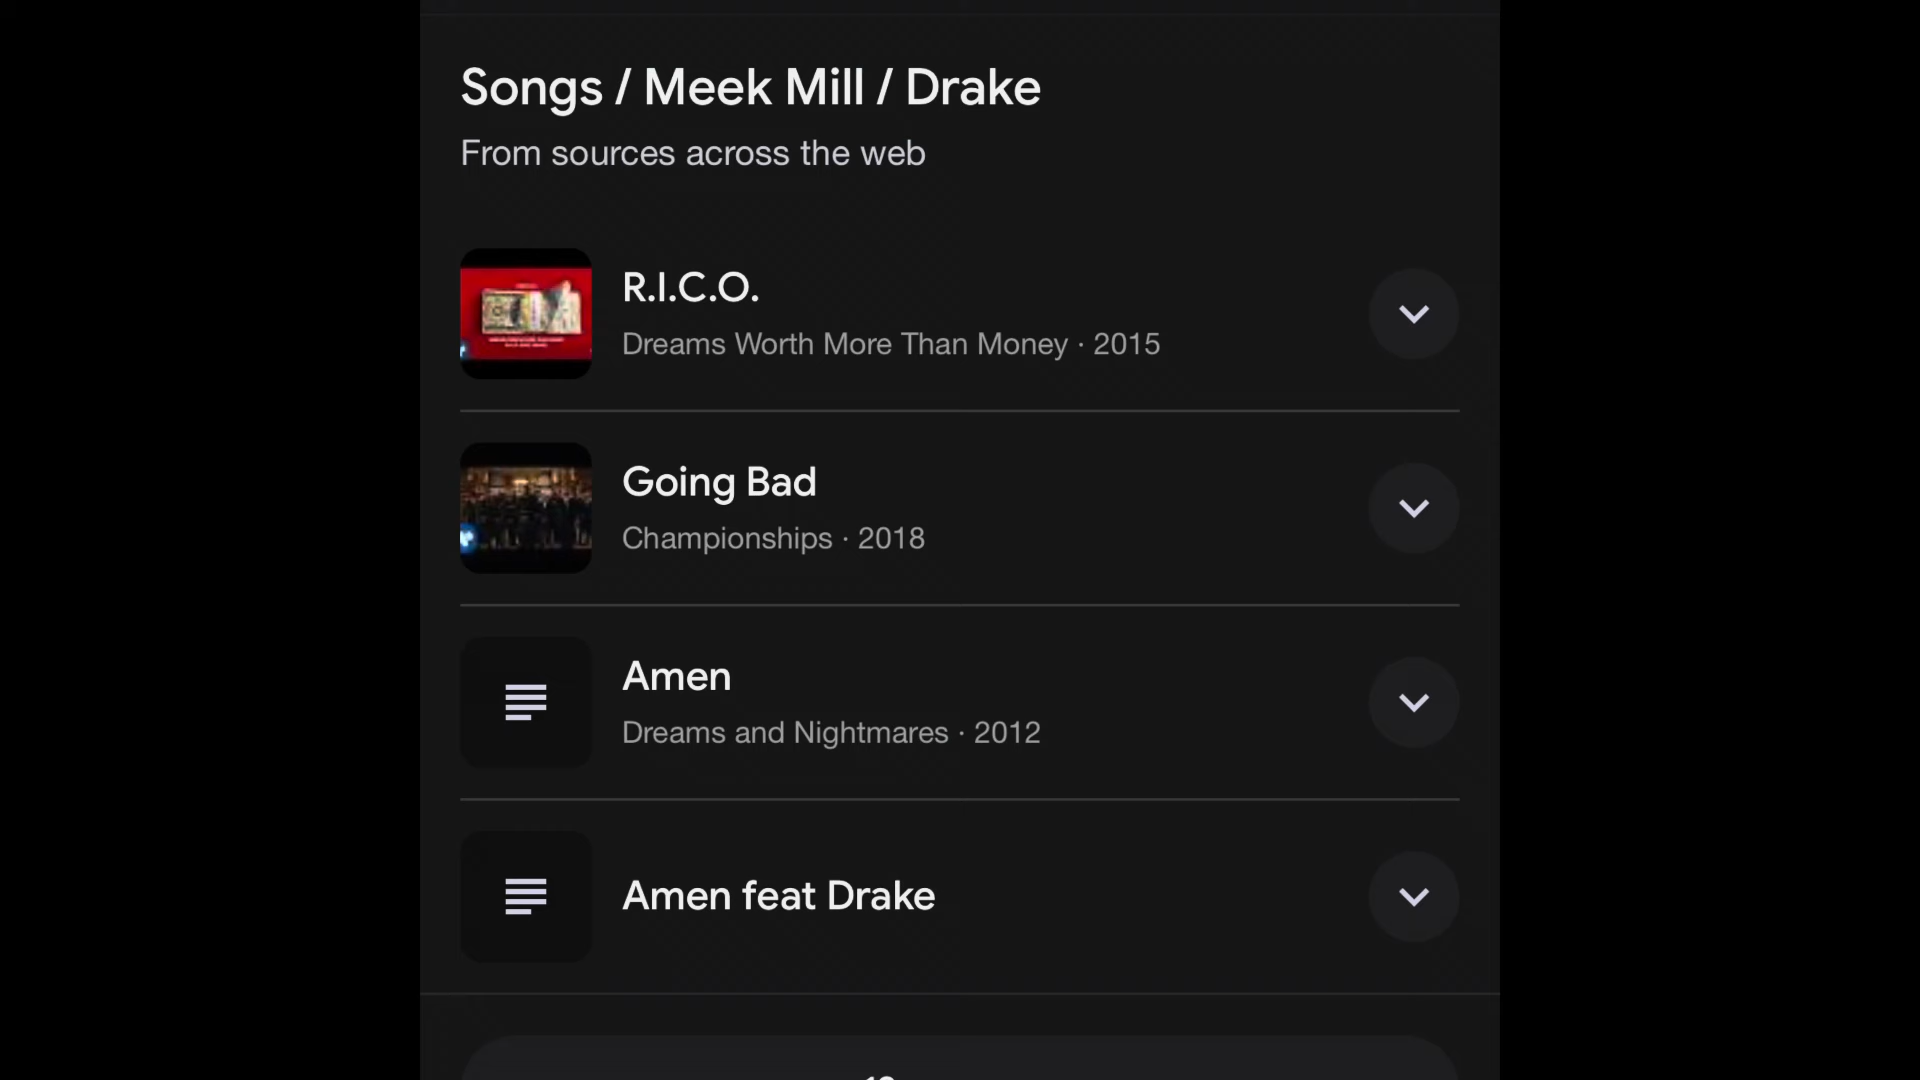 Songs / Meek Mill / Drake
From sources across the web
R.I.C.O.
Dreams Worth More Than Money · 2015
Going Bad
Championships · 2018
Amen
Dreams and Nightmares · 2012
Amen feat Drake